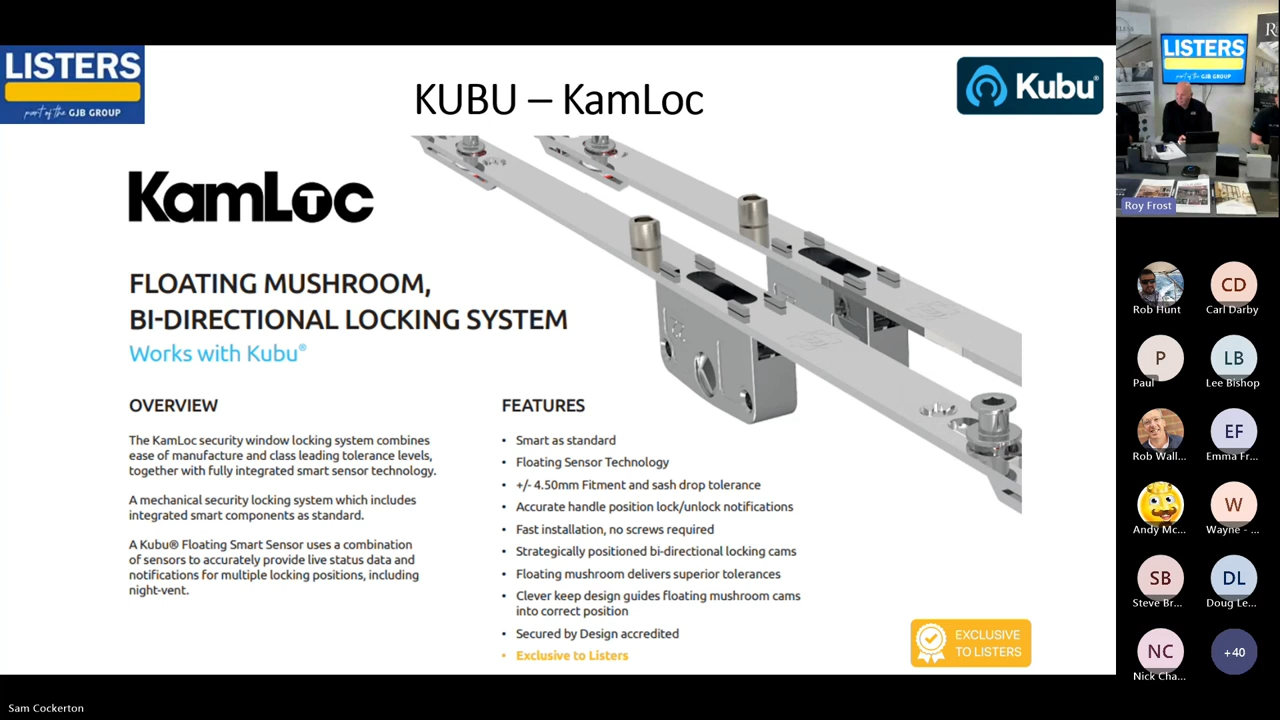 LISTERS
part of the GJB GROUP
KUBU – KamLoc
Kubu®
KamLoc
FLOATING MUSHROOM,
BI-DIRECTIONAL LOCKING SYSTEM
Works with Kubu®
OVERVIEW
The KamLoc security window locking system combines
ease of manufacture and class leading tolerance levels,
together with fully integrated smart sensor technology.
A mechanical security locking system which includes
integrated smart components as standard.
A Kubu® Floating Smart Sensor uses a combination
of sensors to accurately provide live status data and
notifications for multiple locking positions, including
night-vent.
FEATURES
• Smart as standard
• Floating Sensor Technology
• +/- 4.50mm Fitment and sash drop tolerance
• Accurate handle position lock/unlock notifications
• Fast installation, no screws required
• Strategically positioned bi-directional locking cams
• Floating mushroom delivers superior tolerances
• Clever keep design guides floating mushroom cams
into correct position
• Secured by Design accredited
• Exclusive to Listers
EXCLUSIVE
TO LISTERS
LISTERS
part of the GJB GROUP
Roy Frost
Rob Hunt
CD
Carl Darby
P
Paul
LB
Lee Bishop
Rob Wall...
EF
Emma Fr...
Andy Mc...
W
Wayne - ...
SB
Steve Br...
DL
Doug Le...
NC
Nick Cha...
+40
Sam Cockerton